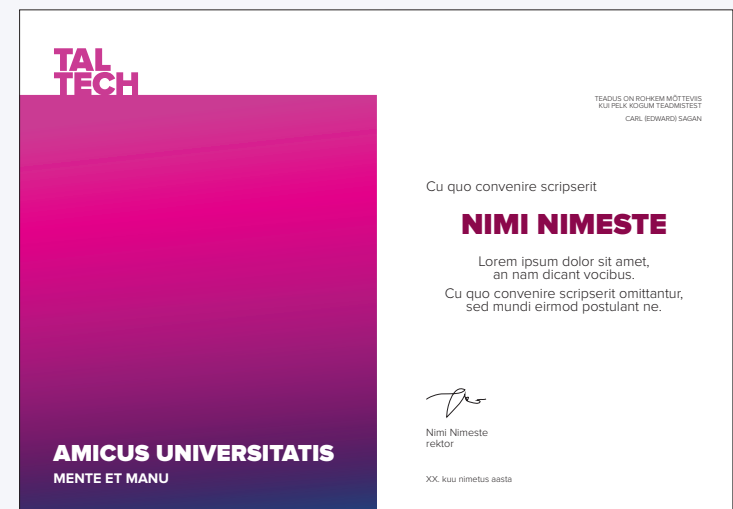 TAL
TECH
AMICUS UNIVERSITATIS
MENTE ET MANU
TEADUS ON ROHKEM MÕTTEVIIS
KUI PELK KOGUM TEADMISTEST
CARL (EDWARD) SAGAN
Cu quo convenire scripserit
NIMI NIMESTE
Lorem ipsum dolor sit amet,
an nam dicant vocibus.
Cu quo convenire scripserit omittantur,
sed mundi eirmod postulant ne.
Nimi Nimeste
rektor
XX. kuu nimetus aasta